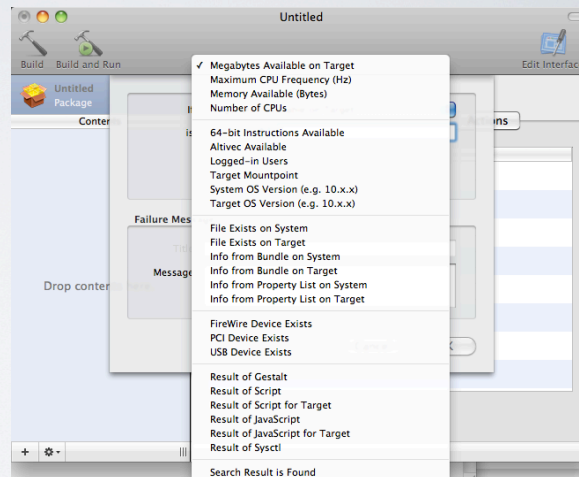 Untitled
Build
Build and Run
Edit Interfac
Untitled
Package
Conten
Actions
✓ Megabytes Available on Target
Maximum CPU Frequency (Hz)
Memory Available (Bytes)
Number of CPUs
64-bit Instructions Available
Altivec Available
Logged-in Users
Target Mountpoint
System OS Version (e.g. 10.x.x)
Target OS Version (e.g. 10.x.x)
Failure Mes
File Exists on System
File Exists on Target
Info from Bundle on System
Info from Bundle on Target
Info from Property List on System
Info from Property List on Target
Title
Message
Drop contents here
FireWire Device Exists
PCI Device Exists
USB Device Exists
Result of Gestalt
Result of Script
Result of Script for Target
Result of JavaScript
Result of JavaScript for Target
Result of Sysctl
Search Result is Found